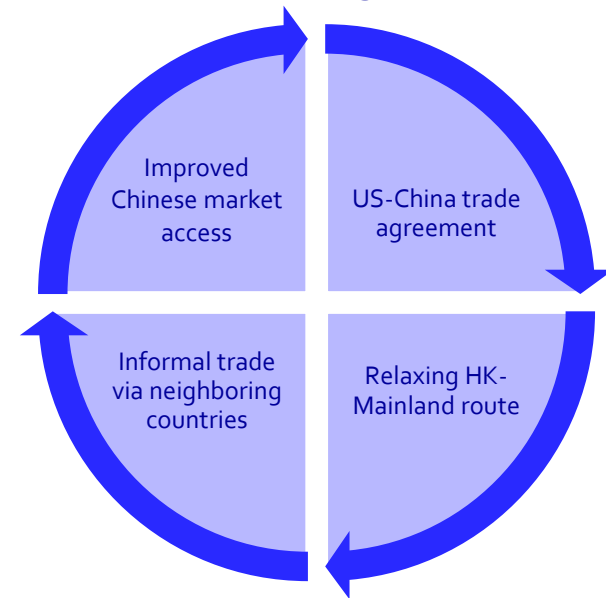 Improved
Chinese market
access
US-China trade
agreement
Informal trade
via neighboring
countries
Relaxing HK-
Mainland route